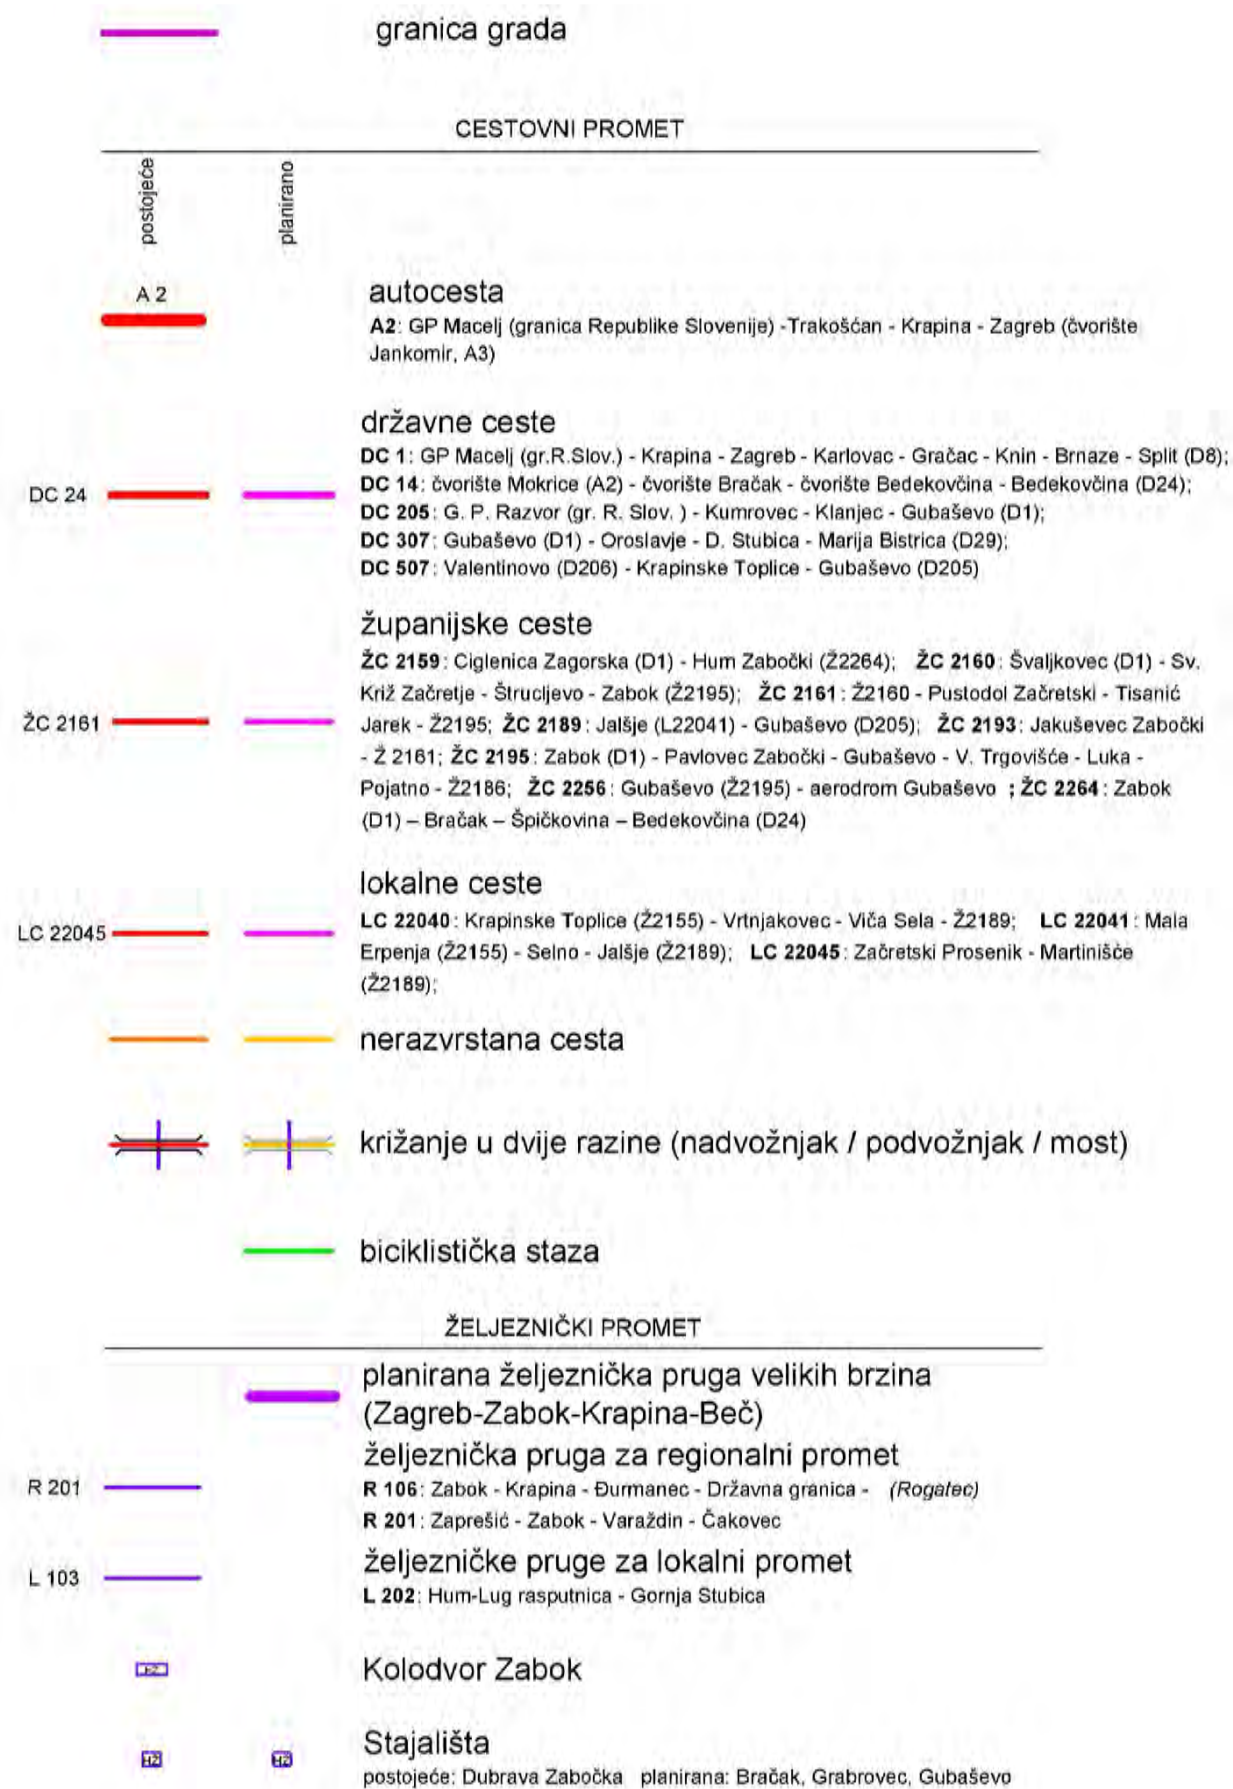 granica grada
CESTOVNI PROMET
postojeće
planirano
A 2
autocesta
A2: GP Macelj (granica Republike Slovenije) -Trakošćan - Krapina - Zagreb (čvorište
Jankomir, A3)
državne ceste
DC 1: GP Macelj (gr.R.Slov.) - Krapina - Zagreb - Karlovac - Gračac - Knin - Brnaze - Split (D8);
DC 24
DC 14: čvorište Mokrice (A2) - čvorište Bračak - čvorište Bedekovčina - Bedekovčina (D24);
DC 205: G. P. Razvor (gr. R. Slov. ) - Kumrovec - Klanjec - Gubaševo (D1);
DC 307: Gubaševo (D1) - Oroslavje - D. Stubica - Marija Bistrica (D29);
DC 507: Valentinovo (D206) - Krapinske Toplice - Gubaševo (D205)
županijske ceste
ŽC 2159: Ciglenica Zagorska (D1) - Hum Zabočki (Ž2264); ŽC 2160: Švaljkovec (D1) - Sv.
Križ Začretje - Štrucljevo - Zabok (Ž2195); ŽC 2161: Ž2160 - Pustodol Začretski - Tisanić
ŽC 2161
Jarek - Ž2195; ŽC 2189: Jalšje (L22041) - Gubaševo (D205); ŽC 2193: Jakuševec Zabočki
- Ž 2161; ŽC 2195: Zabok (D1) - Pavlovec Zabočki - Gubaševo - V. Trgovišće - Luka -
Pojatno - Ž2186; ŽC 2256: Gubaševo (Ž2195) - aerodrom Gubaševo ; ŽC 2264: Zabok
(D1) – Bračak – Špičkovina – Bedekovčina (D24)
lokalne ceste
LC 22045
LC 22040: Krapinske Toplice (Ž2155) - Vrtnjakovec - Viča Sela - Ž2189; LC 22041: Mala
Erpenja (Ž2155) - Selno - Jalšje (Ž2189); LC 22045: Začretski Prosenik - Martinišće
(Ž2189);
nerazvrstana cesta
križanje u dvije razine (nadvožnjak / podvožnjak / most)
biciklistička staza
ŽELJEZNIČKI PROMET
planirana željeznička pruga velikih brzina
(Zagreb-Zabok-Krapina-Beč)
željeznička pruga za regionalni promet
R 201
R 106: Zabok - Krapina - Đurmanec - Državna granica - (Rogatec)
R 201: Zaprešić - Zabok - Varaždin - Čakovec
željezničke pruge za lokalni promet
L 103
L 202: Hum-Lug rasputnica - Gornja Stubica
Kolodvor Zabok
Stajališta
HŽ
HŽ
postojeće: Dubrava Zabočka planirana: Bračak, Grabrovec, Gubaševo